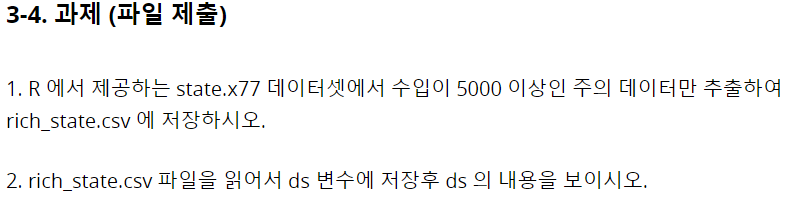 3-4. 과제 (파일 제출)
1. R 에서 제공하는 state.x77 데이터셋에서 수입이 5000 이상인 주의 데이터만 추출하여
rich_state.csv 에 저장하시오.
2. rich_state.csv 파일을 읽어서 ds 변수에 저장후 ds 의 내용을 보이시오.